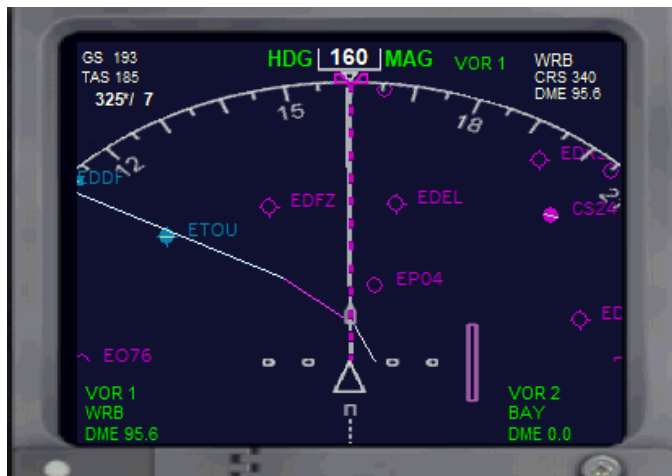 GS 193
TAS 185
325°/ 7
HDG 160 MAG
VOR 1
WRB
CRS 340
DME 95.6
12
15
18
EDDF
ETOU
EDFZ
EDEL
CS24
EP04
EO76
VOR 1
WRB
DME 95.6
VOR 2
BAY
DME 0.0